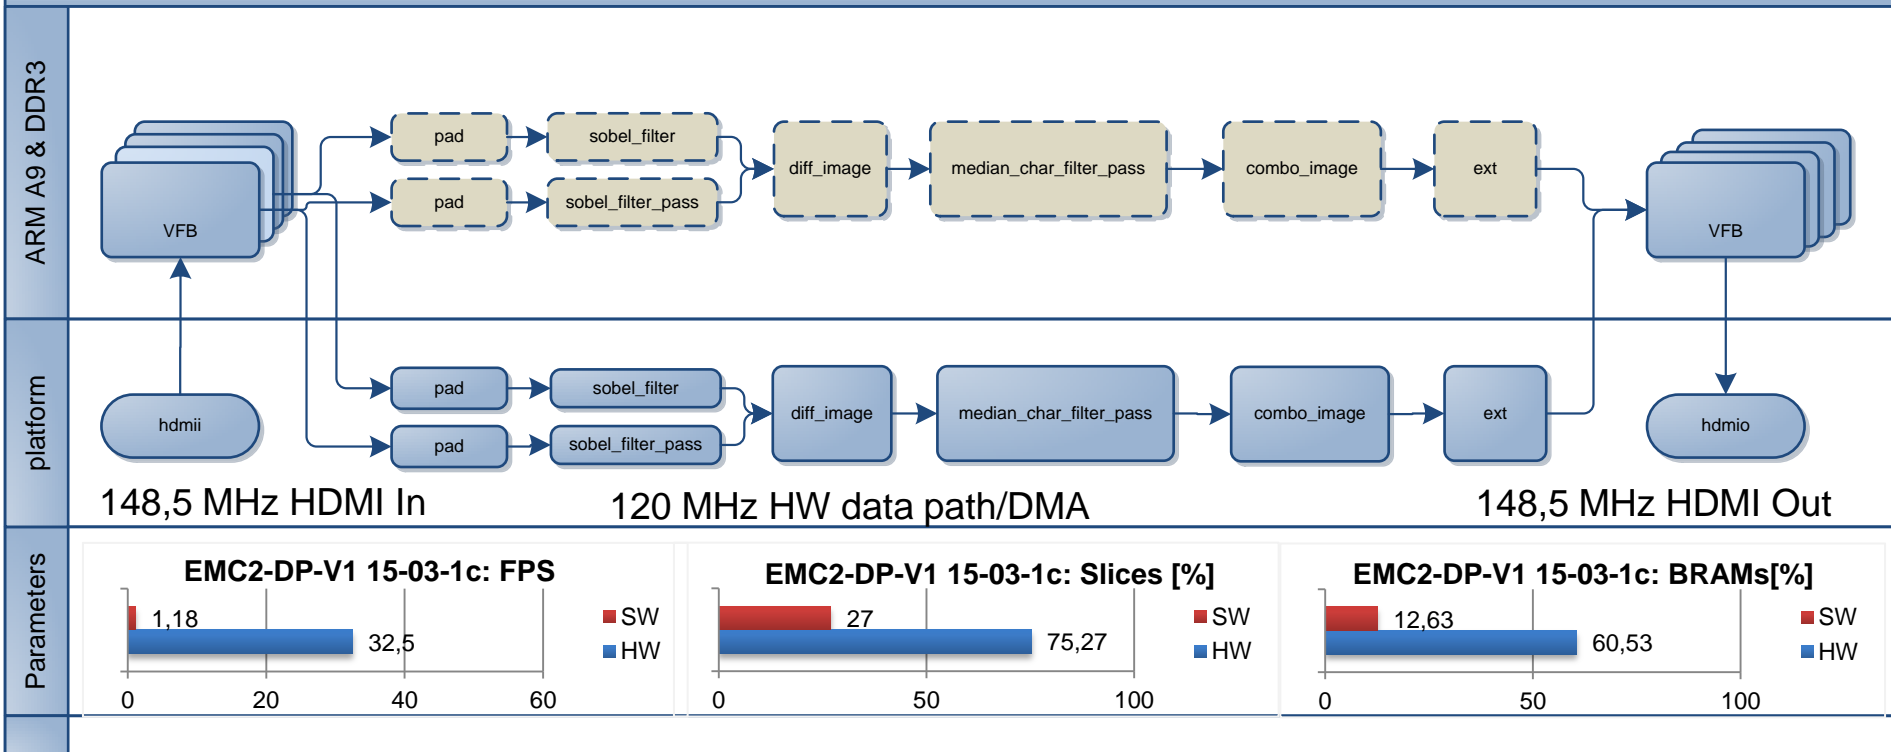 ARM A9 & DDR3
pad
sobel_filter
pad
sobel_filter_pass
diff_image
median_char_filter_pass
combo_image
ext
VFB
VFB
platform
hdmii
pad
sobel_filter
pad
sobel_filter_pass
diff_image
median_char_filter_pass
combo_image
ext
hdmio
148,5 MHz HDMI In
120 MHz HW data path/DMA
148,5 MHz HDMI Out
Parameters
EMC2-DP-V1 15-03-1c: FPS
1,18
32,5
SW
HW
0 20 40 60
EMC2-DP-V1 15-03-1c: Slices [%]
27
75,27
SW
HW
0 50 100
EMC2-DP-V1 15-03-1c: BRAMs[%]
12,63
60,53
SW
HW
0 50 100